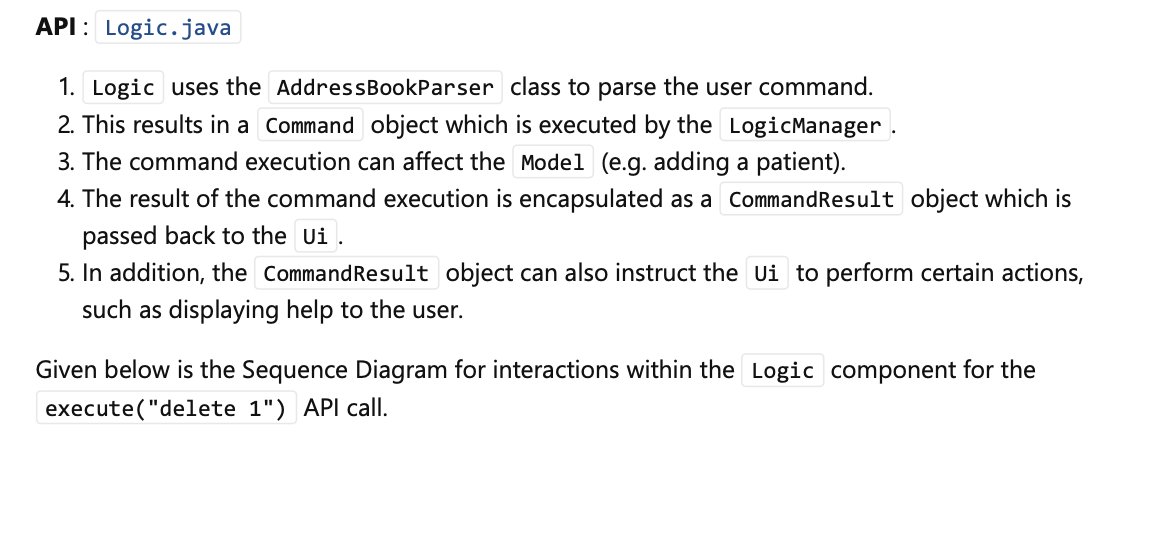 API : Logic.java
1. Logic uses the AddressBookParser class to parse the user command.
2. This results in a Command object which is executed by the LogicManager .
3. The command execution can affect the Model (e.g. adding a patient).
4. The result of the command execution is encapsulated as a CommandResult object which is
passed back to the Ui .
5. In addition, the CommandResult object can also instruct the Ui to perform certain actions,
such as displaying help to the user.
Given below is the Sequence Diagram for interactions within the Logic component for the
execute("delete 1") API call.